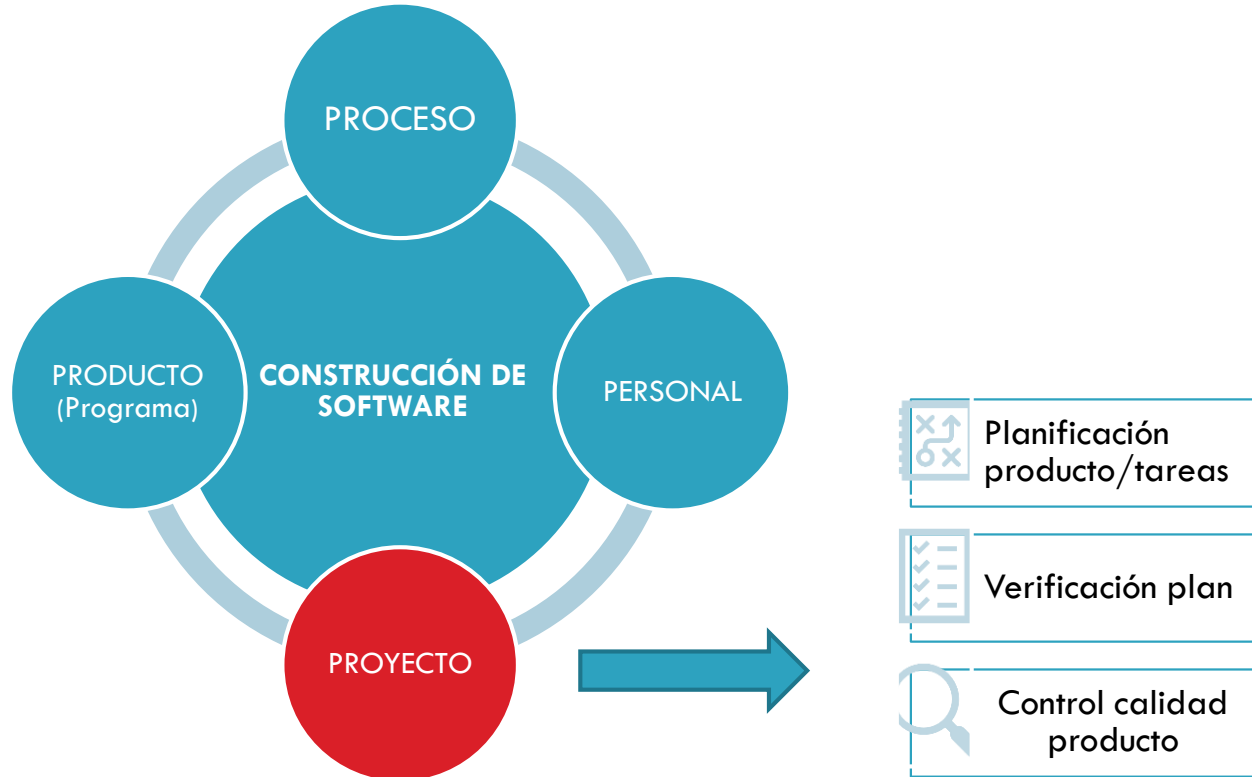 PROCESO
PRODUCTO
(Programa)
CONSTRUCCIÓN DE
SOFTWARE
PERSONAL
PROYECTO
Planificación
producto/tareas
Verificación plan
Control calidad
producto